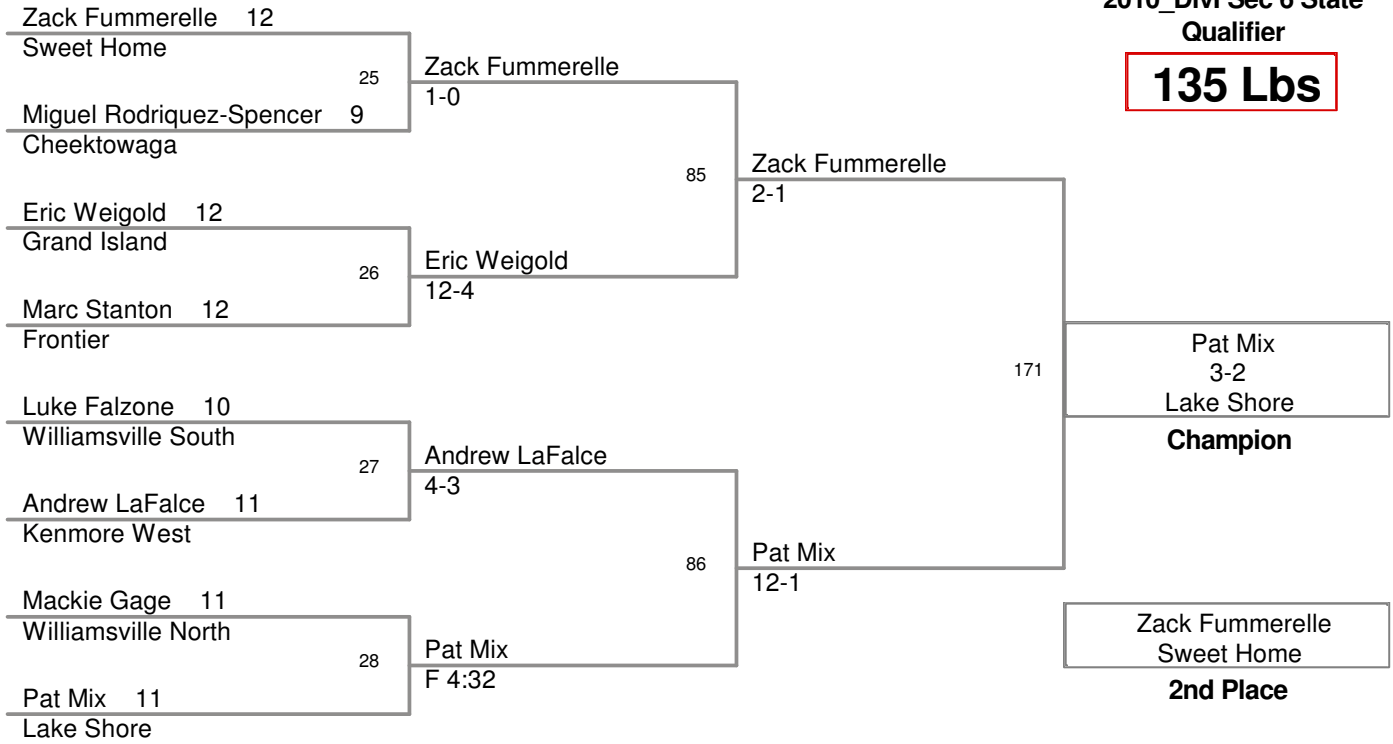 2010_DivI Sec 6 State
Qualifier
135 Lbs
Zack Fummerelle 12
Sweet Home
25
Miguel Rodriquez-Spencer 9
Cheektowaga
Zack Fummerelle
1-0
Eric Weigold 12
Grand Island
26
Marc Stanton 12
Frontier
Eric Weigold
12-4
85
Zack Fummerelle
2-1
Luke Falzone 10
Williamsville South
27
Andrew LaFalce 11
Kenmore West
Andrew LaFalce
4-3
Mackie Gage 11
Williamsville North
28
Pat Mix 11
Lake Shore
Pat Mix
F 4:32
86
Pat Mix
12-1
171
Pat Mix
3-2
Lake Shore
Champion
Zack Fummerelle
Sweet Home
2nd Place